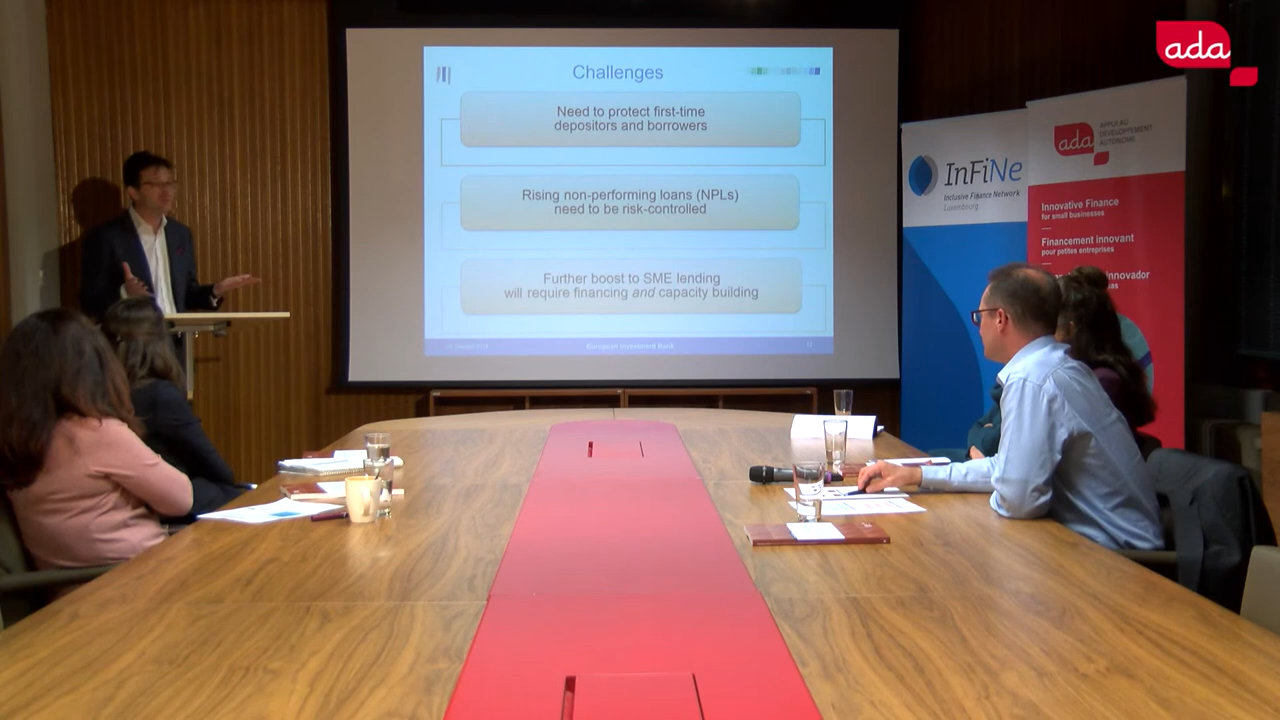 Challenges
Need to protect first-time
depositors and borrowers
Rising non-performing loans (NPLs)
need to be risk-controlled
Further boost to SME lending
will require financing and capacity building
European Investment Bank
InFiNe
Inclusive Finance Network
Luxembourg
ada
APPUI AU
DÉVELOPPEMENT
AUTONOME
Innovative Finance
for small businesses
Financement innovant
pour petites entreprises
innovador
ada